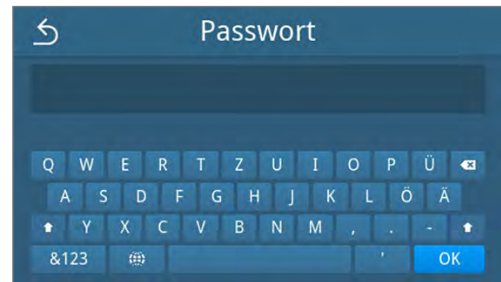 Passwort
Q W E R T Z U I O P Ü
A S D F G H J K L Ö Ä
Y X C V B N M , . -
&123 ' OK